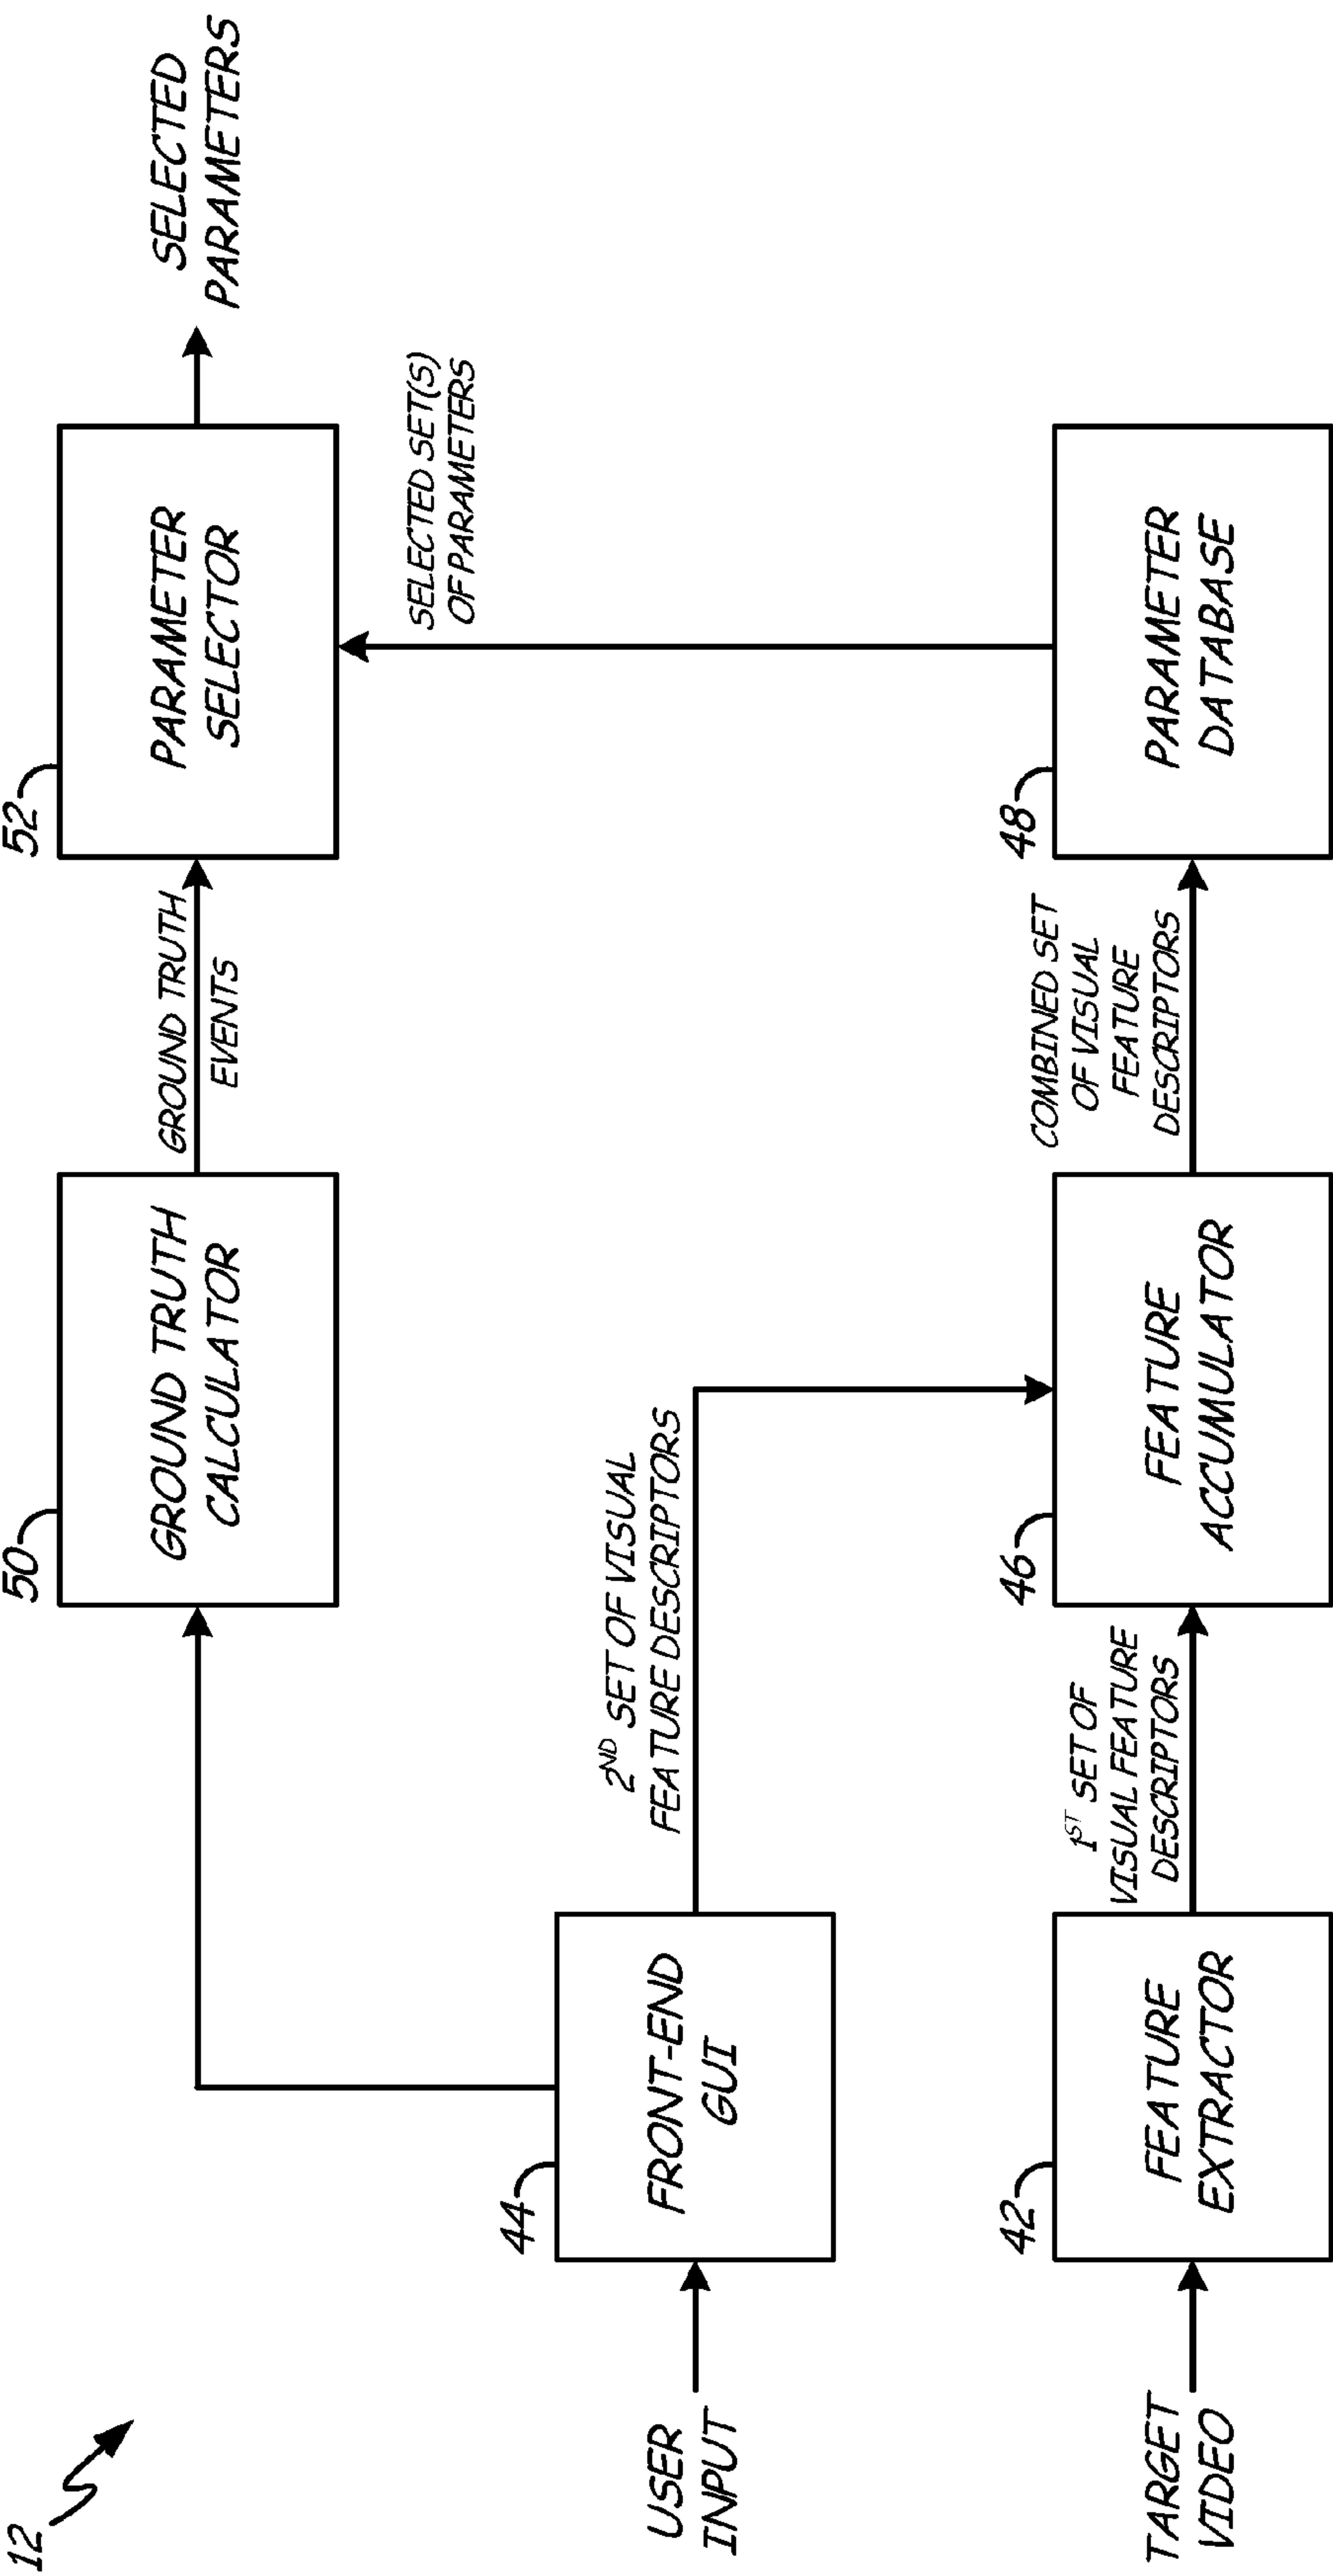 12
50
GROUND TRUTH
CALCULATOR
GROUND TRUTH
EVENTS
52
PARAMETER
SELECTOR
SELECTED
PARAMETERS
SELECTED SET(S)
OF PARAMETERS
USER
INPUT
44
FRONT-END
GUI
2ND SET OF VISUAL
FEATURE DESCRIPTORS
TARGET
VIDEO
42
FEATURE
EXTRACTOR
1ST SET OF
VISUAL FEATURE
DESCRIPTORS
46
FEATURE
ACCUMULATOR
COMBINED SET
OF VISUAL
FEATURE
DESCRIPTORS
48
PARAMETER
DATABASE